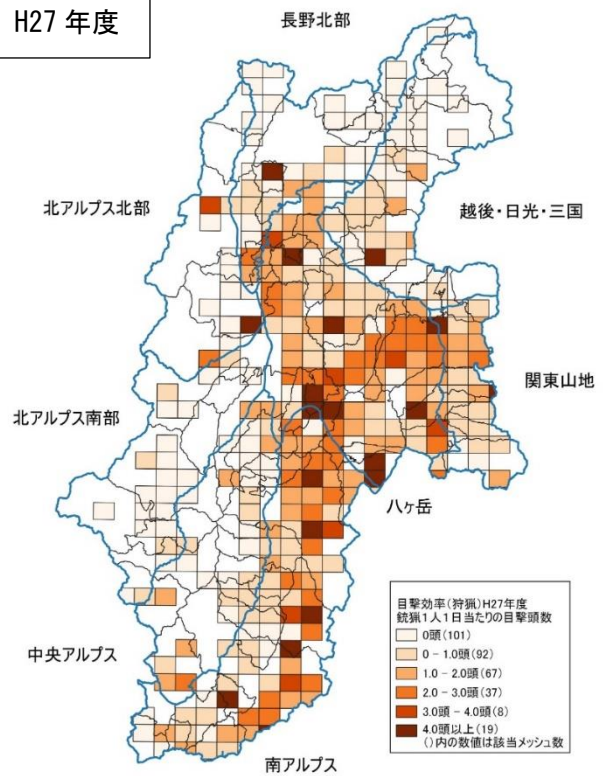 H27 年度
長野北部
北アルプス北部
越後・日光・三国
関東山地
北アルプス南部
八ヶ岳
中央アルプス
南アルプス
目撃効率(狩猟)H27年度
銃猟1人1日当たりの目撃頭数
0頭(101)
0 - 1.0頭(92)
1.0 - 2.0頭(67)
2.0 - 3.0頭(37)
3.0頭 - 4.0頭(8)
4.0頭以上(19)
()内の数値は該当メッシュ数